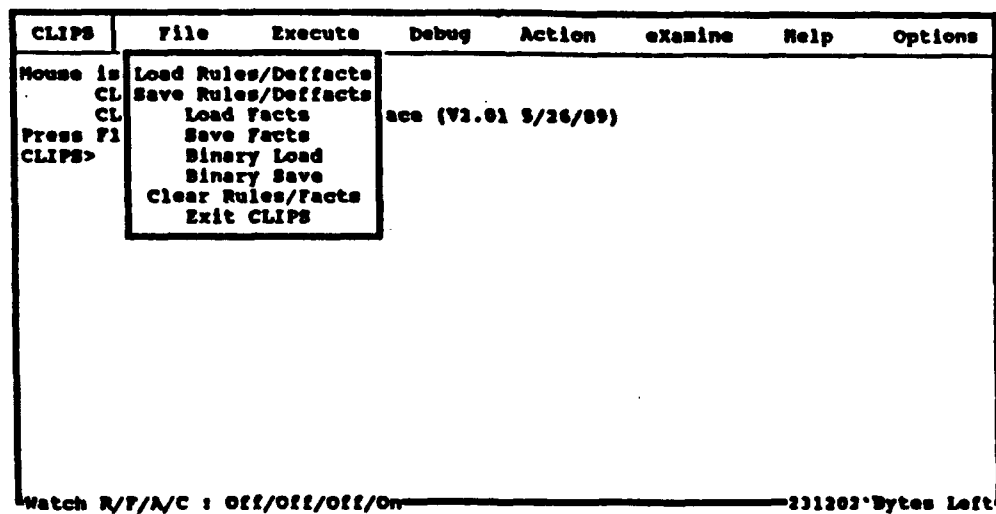 CLIPS File Execute Debug Action eXamine Help Options
Mouse is
CL
CL ace (V2.01 5/26/89)
Press F1
CLIPS>
Load Rules/Deffacts
Save Rules/Deffacts
Load Facts
Save Facts
Binary Load
Binary Save
Clear Rules/Facts
Exit CLIPS
Watch R/F/A/C : Off/Off/Off/On 231202 Bytes Left